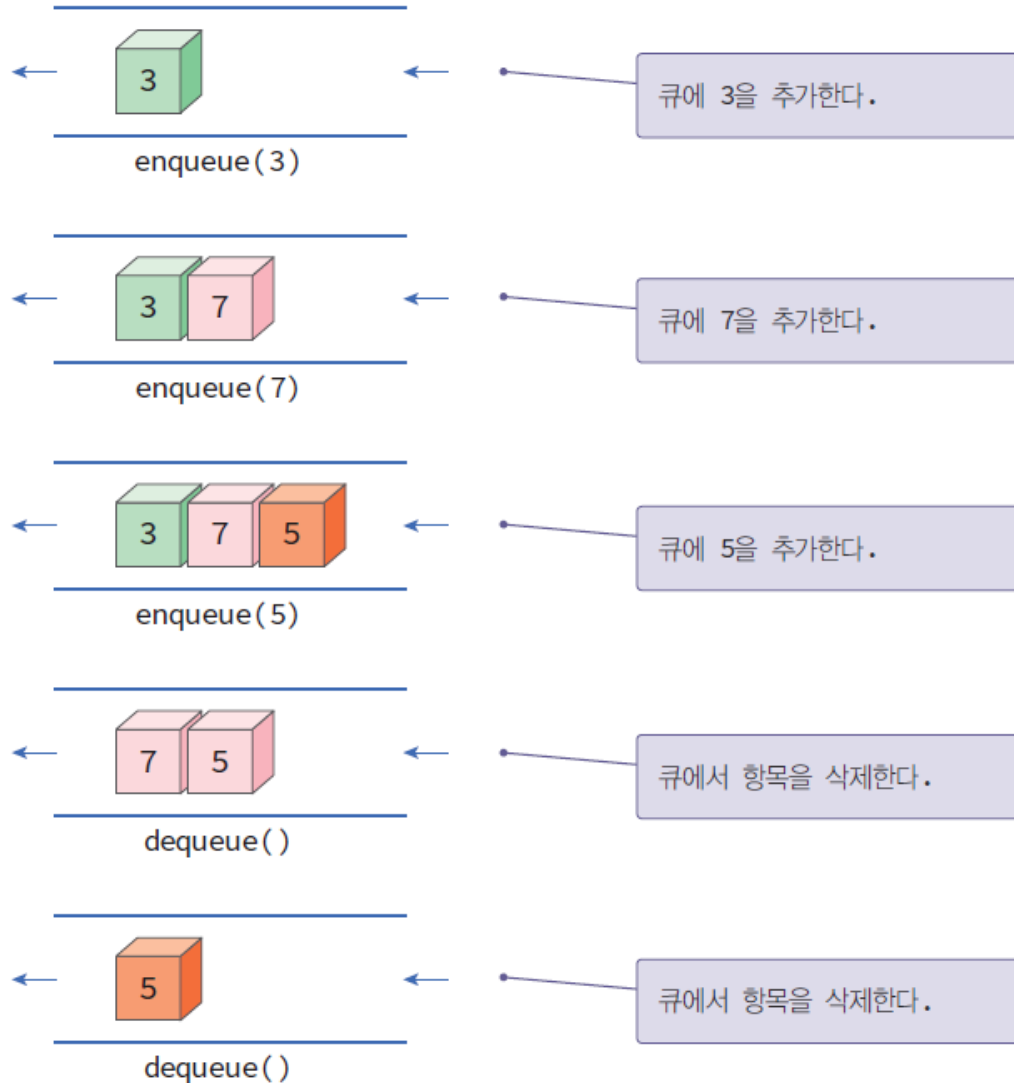 3
큐에 3을 추가한다.
enqueue(3)
3 7
큐에 7을 추가한다.
enqueue(7)
3 7 5
큐에 5을 추가한다.
enqueue(5)
7 5
큐에서 항목을 삭제한다.
dequeue()
5
큐에서 항목을 삭제한다.
dequeue()